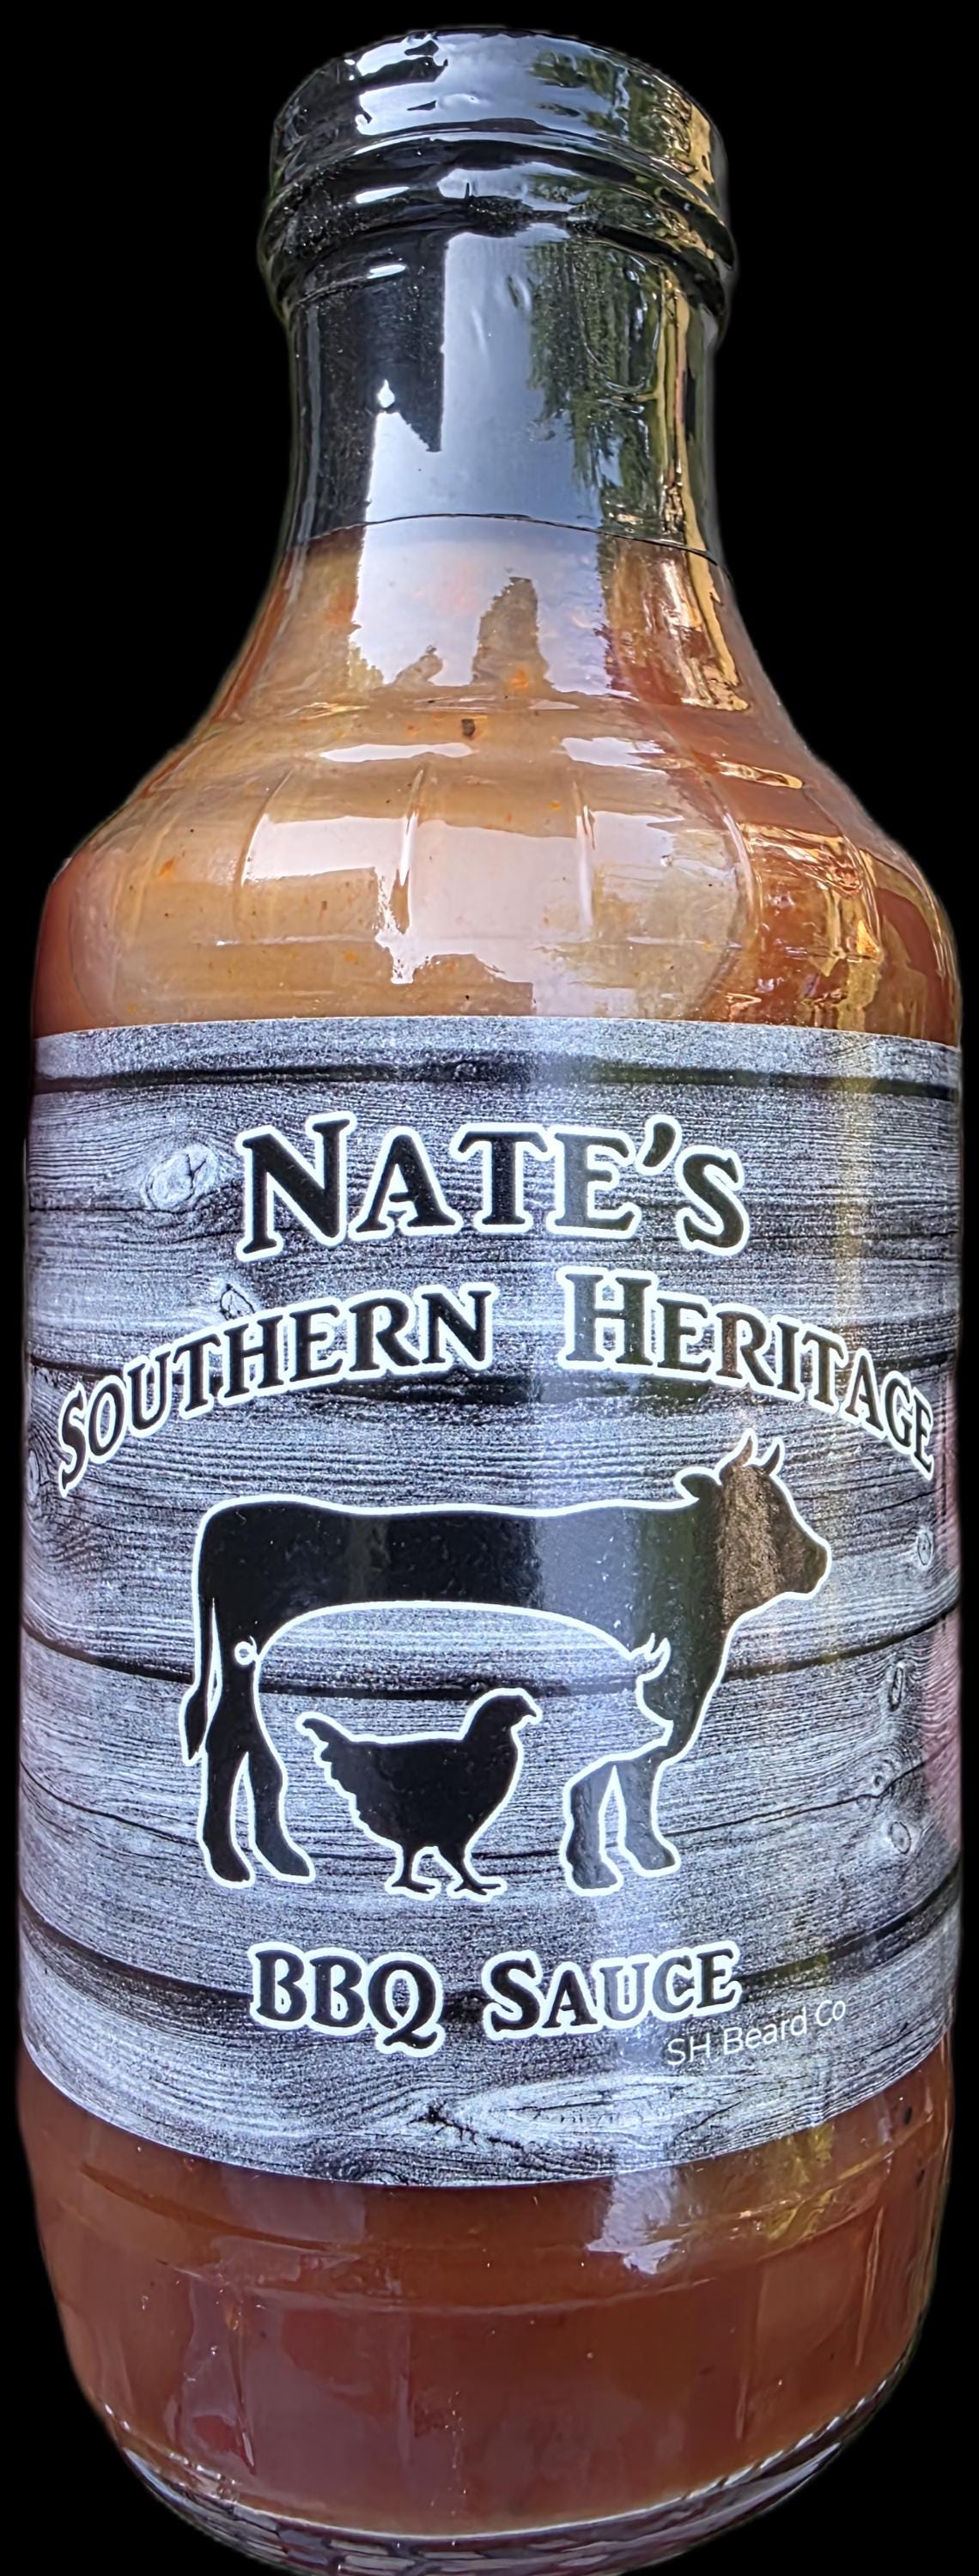 Nate's
Southern Heritage
BBQ Sauce
SH Beard Co